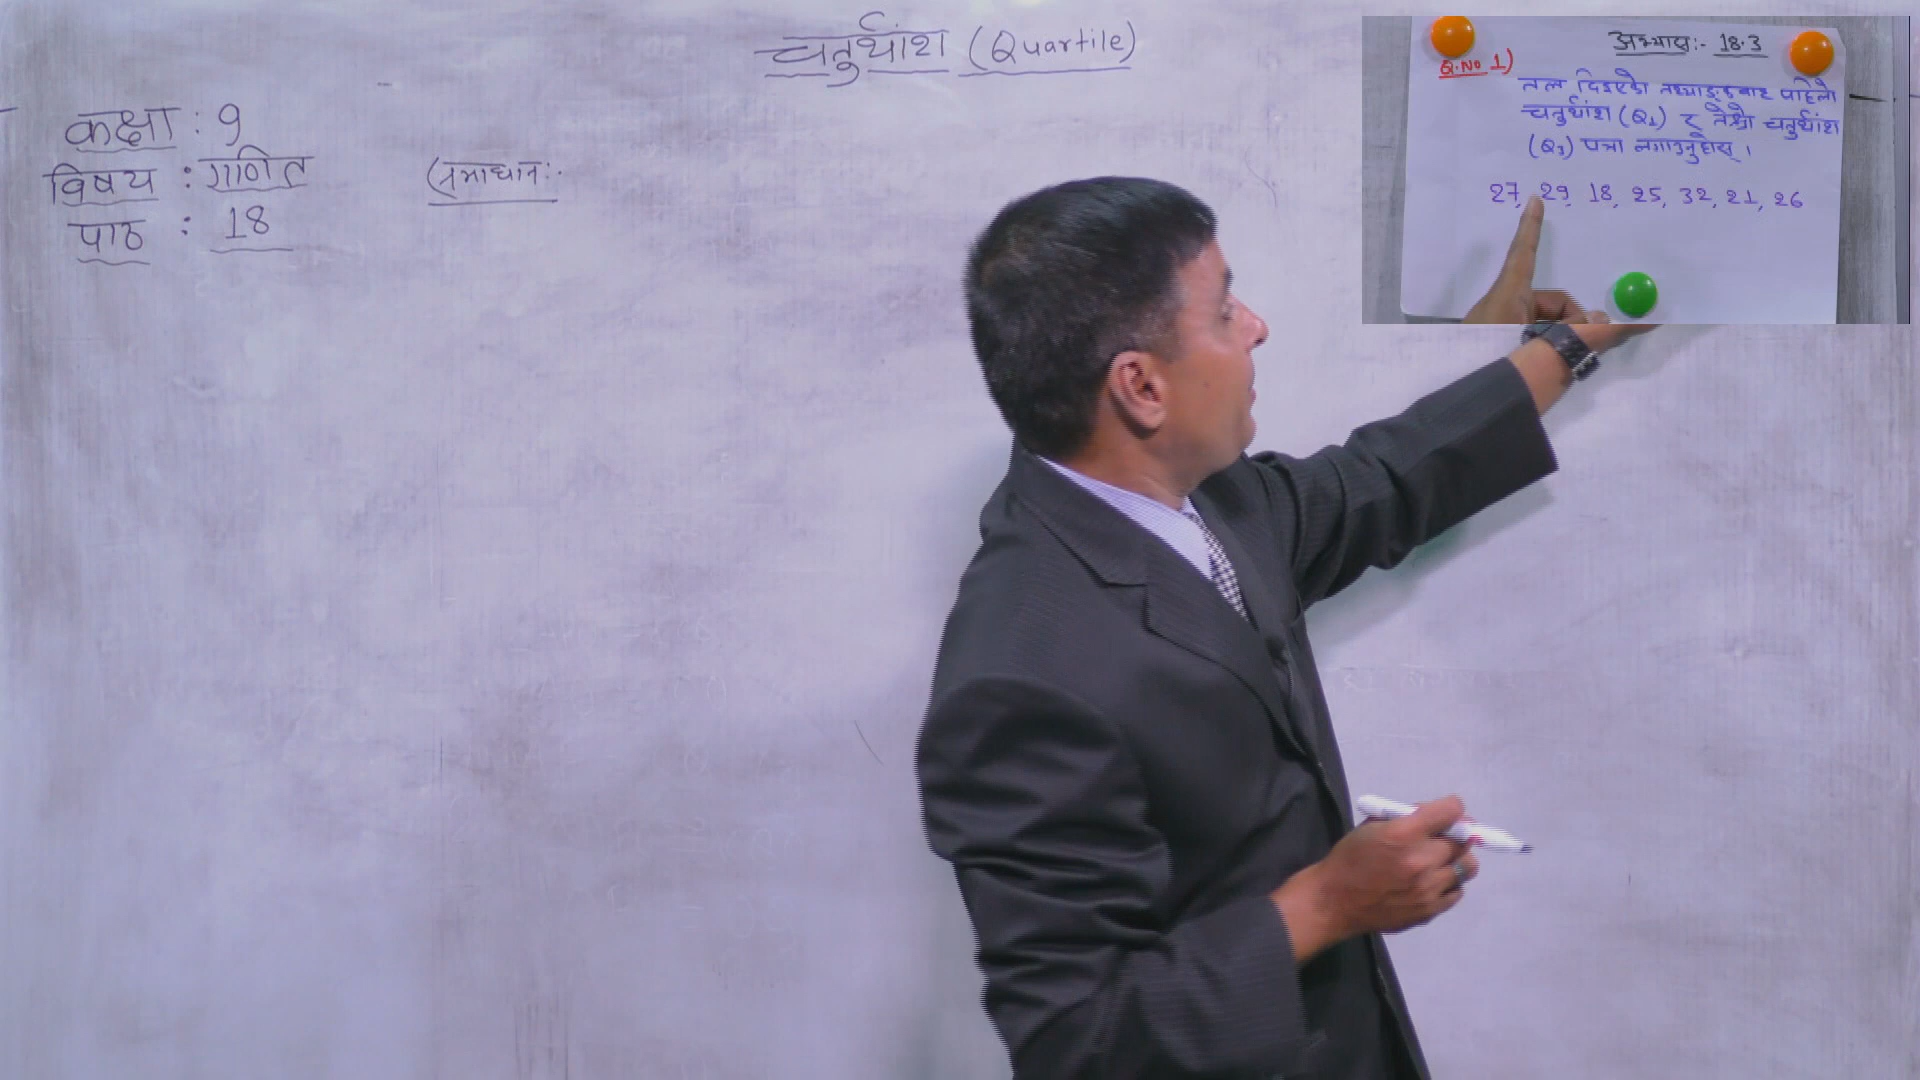 चतुर्थांश (Quartile)
कक्षा : 9
विषय : गणित
पाठ : 18
समाधानः-
अभ्यासः- 18.3
Q.No 1)
तल दिइएको तथ्याङ्कबाट पहिलो
चतुर्थांश (Q₁) र तेस्रो चतुर्थांश
(Q₃) पत्ता लगाउनुहोस् ।
27, 29, 18, 25, 32, 21, 26